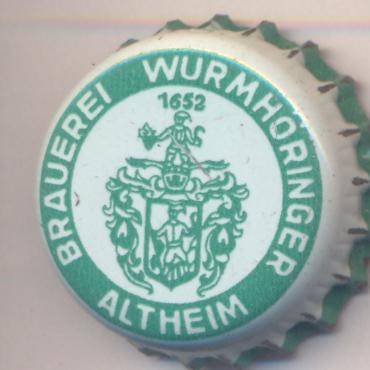 BRAUEREI WURMHÖRINGER
1652
ALTHEIM